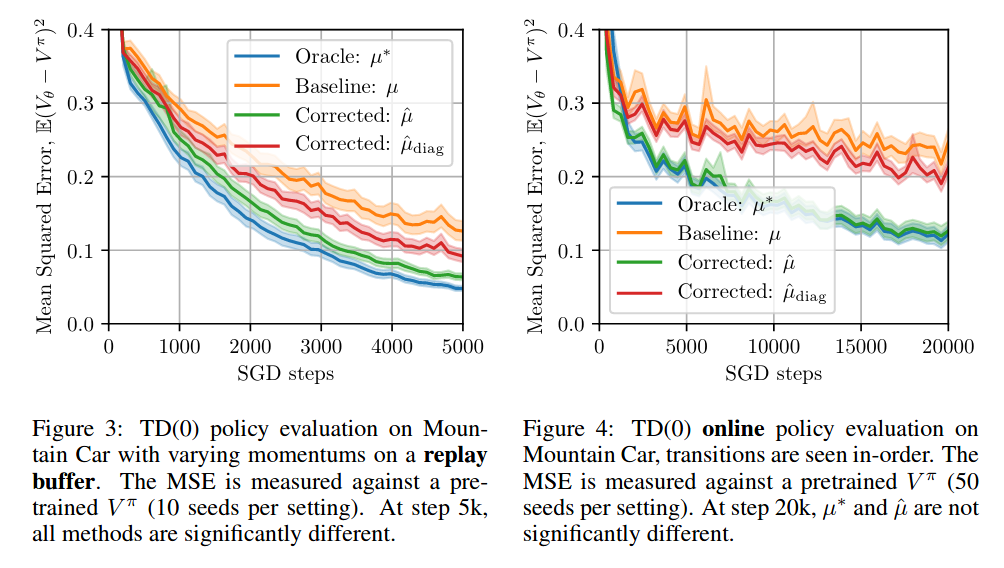 Mean Squared Error, 𝔼(V_θ − V^π)²
0.4
0.3
0.2
0.1
0.0
Oracle: μ*
Baseline: μ
Corrected: μ̂
Corrected: μ̂_diag
0 1000 2000 3000 4000 5000
SGD steps
Mean Squared Error, 𝔼(V_θ − V^π)²
0.4
0.3
0.2
0.1
0.0
Oracle: μ*
Baseline: μ
Corrected: μ̂
Corrected: μ̂_diag
0 5000 10000 15000 20000
SGD steps
Figure 3: TD(0) policy evaluation on Moun-
tain Car with varying momentums on a replay
buffer. The MSE is measured against a pre-
trained V^π (10 seeds per setting). At step 5k,
all methods are significantly different.
Figure 4: TD(0) online policy evaluation on
Mountain Car, transitions are seen in-order. The
MSE is measured against a pretrained V^π (50
seeds per setting). At step 20k, μ* and μ̂ are not
significantly different.